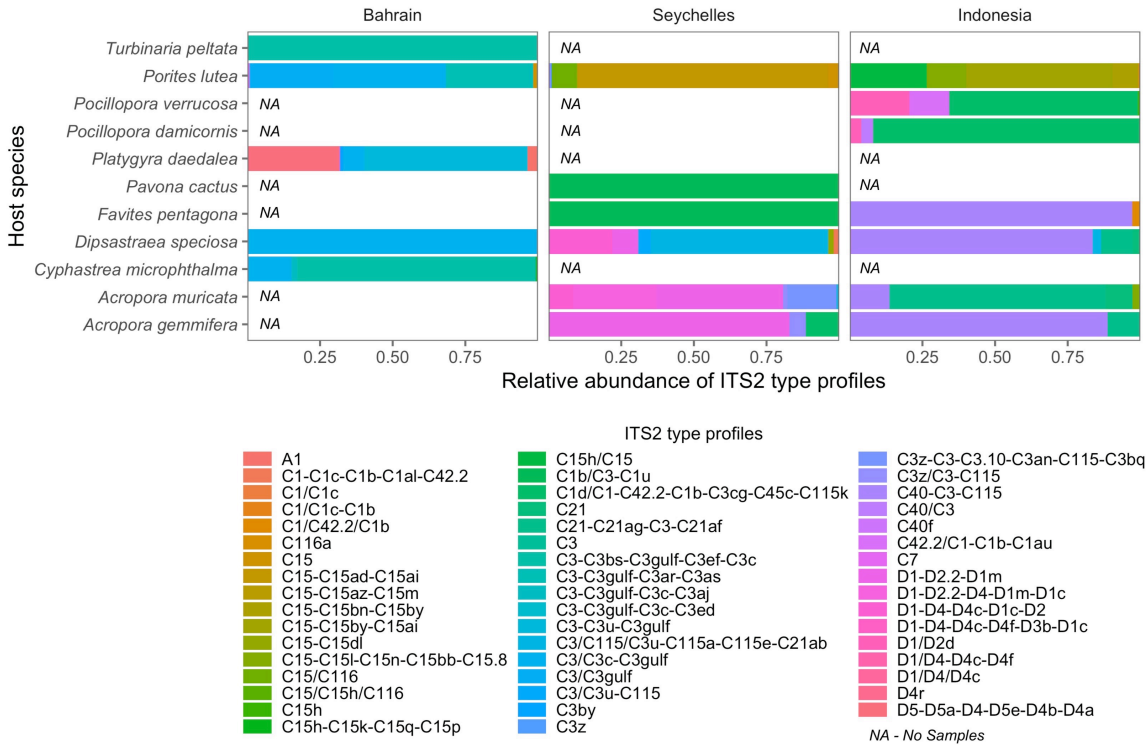 Bahrain
Seychelles
Indonesia
Host species
Turbinaria peltata
NA
NA
Porites lutea
Pocillopora verrucosa
NA
NA
Pocillopora damicornis
NA
NA
Platygyra daedalea
NA
NA
Pavona cactus
NA
NA
Favites pentagona
NA
Dipsastraea speciosa
Cyphastrea microphthalma
NA
NA
Acropora muricata
NA
Acropora gemmifera
NA
0.25 0.50 0.75
0.25 0.50 0.75
0.25 0.50 0.75
Relative abundance of ITS2 type profiles
ITS2 type profiles
A1
C1-C1c-C1b-C1al-C42.2
C1/C1c
C1/C1c-C1b
C1/C42.2/C1b
C116a
C15
C15-C15ad-C15ai
C15-C15az-C15m
C15-C15bn-C15by
C15-C15by-C15ai
C15-C15dl
C15-C15l-C15n-C15bb-C15.8
C15/C116
C15/C15h/C116
C15h
C15h-C15k-C15q-C15p
C15h/C15
C1b/C3-C1u
C1d/C1-C42.2-C1b-C3cg-C45c-C115k
C21
C21-C21ag-C3-C21af
C3
C3-C3bs-C3gulf-C3ef-C3c
C3-C3gulf-C3ar-C3as
C3-C3gulf-C3c-C3aj
C3-C3gulf-C3c-C3ed
C3-C3u-C3gulf
C3/C115/C3u-C115a-C115e-C21ab
C3/C3c-C3gulf
C3/C3gulf
C3/C3u-C115
C3by
C3z
C3z-C3-C3.10-C3an-C115-C3bq
C3z/C3-C115
C40-C3-C115
C40/C3
C40f
C42.2/C1-C1b-C1au
C7
D1-D2.2-D1m
D1-D2.2-D4-D1m-D1c
D1-D4-D4c-D1c-D2
D1-D4-D4c-D4f-D3b-D1c
D1/D2d
D1/D4-D4c-D4f
D1/D4/D4c
D4r
D5-D5a-D4-D5e-D4b-D4a
NA - No Samples